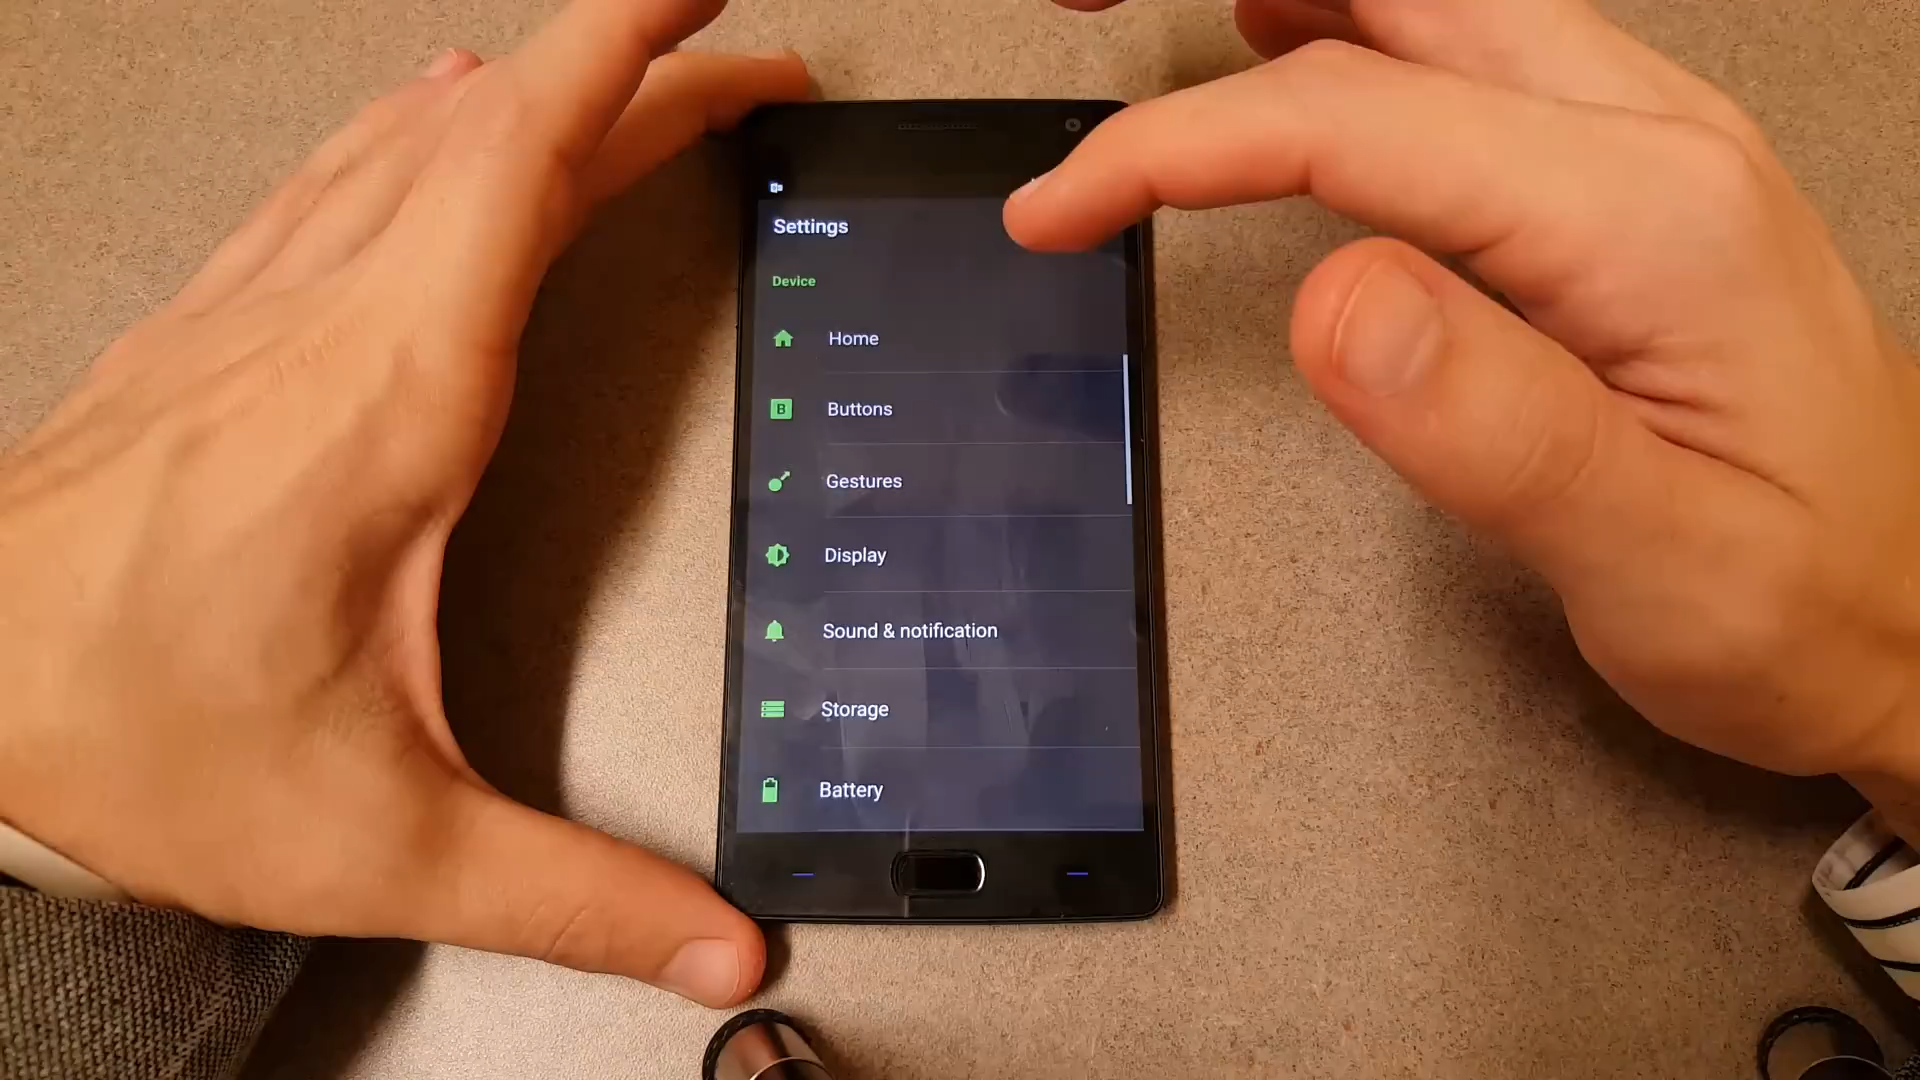 Settings
Device
Home
B
Buttons
Gestures
Display
Sound & notification
Storage
Battery